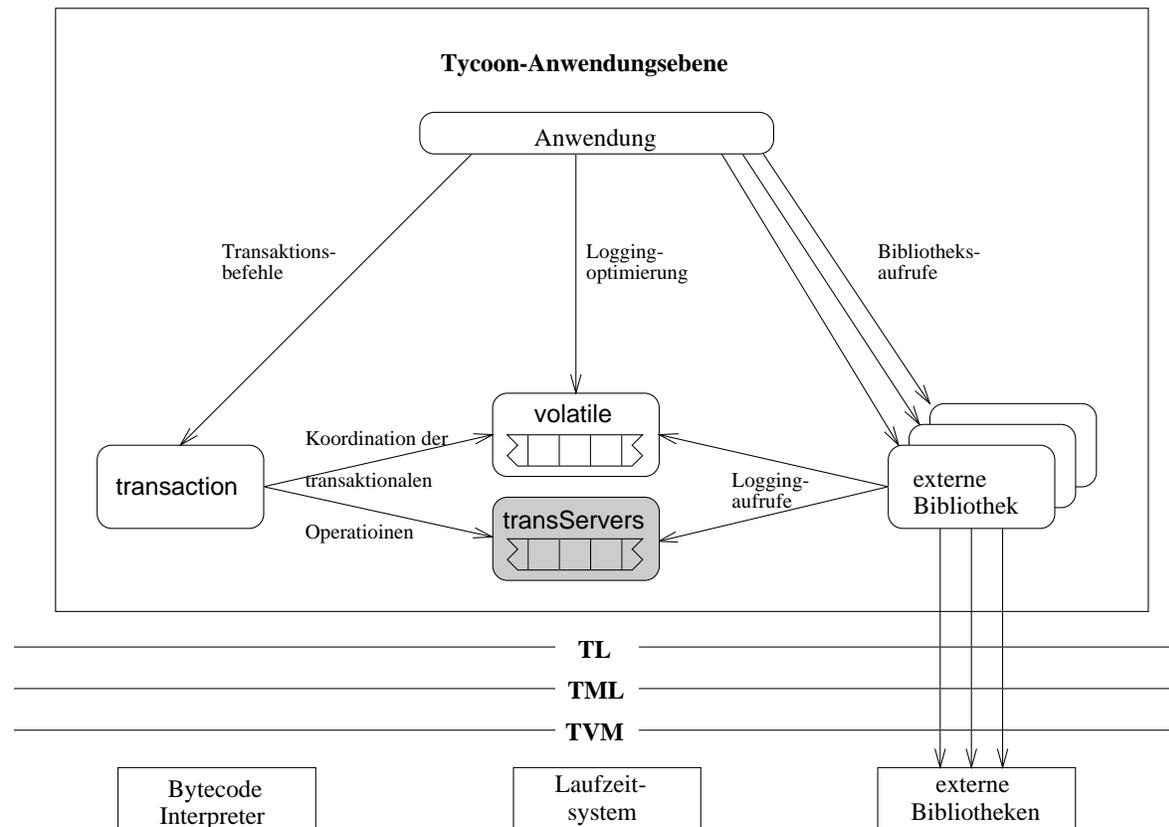 Tycoon-Anwendungsebene
Anwendung
Transaktions-
befehle
Logging-
optimierung
Bibliotheks-
aufrufe
volatile
Koordination der
transaction
transaktionalen
Logging-
aufrufe
externe
Bibliothek
transServers
Operatioinen
TL
TML
TVM
Bytecode
Interpreter
Laufzeit-
system
externe
Bibliotheken